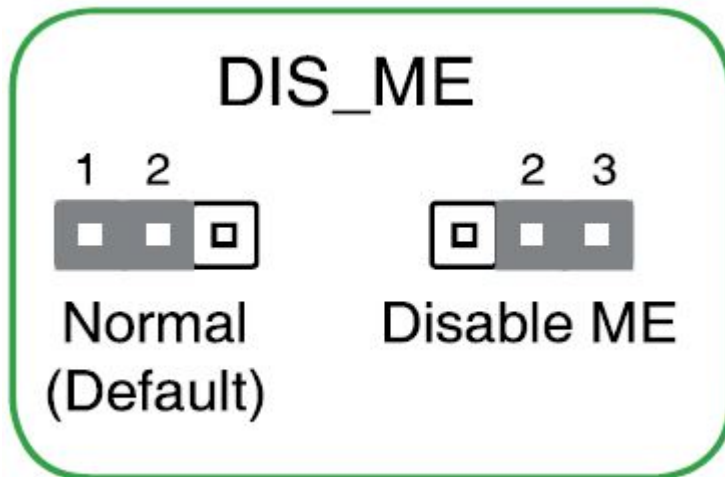 DIS_ME
1 2
2 3
Normal
(Default)
Disable ME